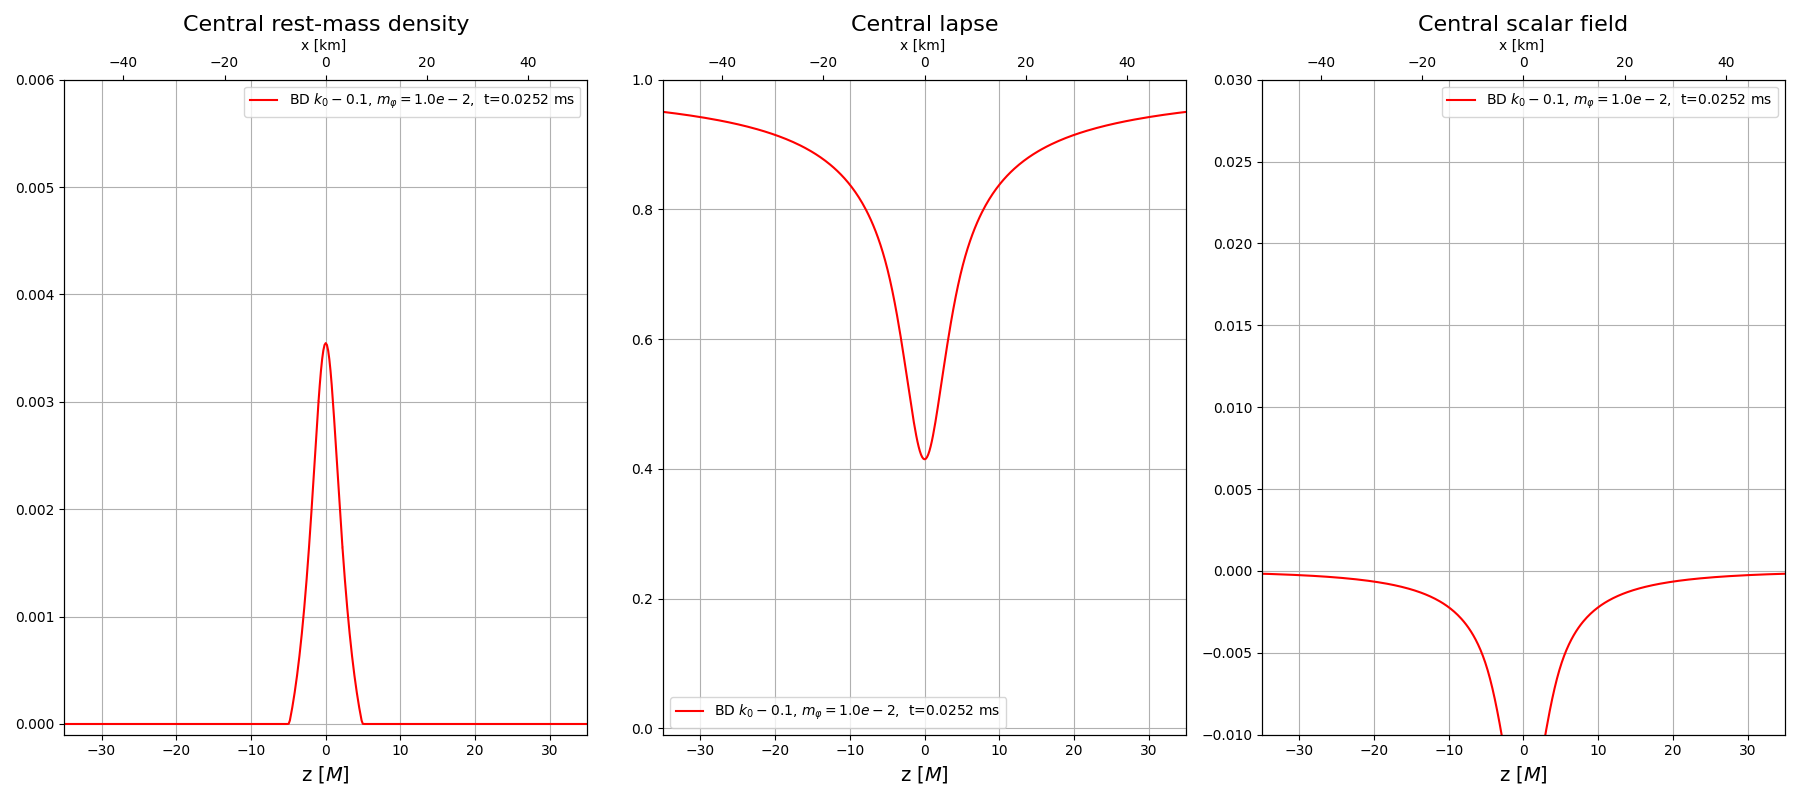 Central rest-mass density
x [km]
−40 −20 0 20 40
0.006
0.005
0.004
0.003
0.002
0.001
0.000
BD k₀ − 0.1, mᵩ = 1.0e − 2, t=0.0252 ms
−30 −20 −10 0 10 20 30
z [M]
Central lapse
x [km]
−40 −20 0 20 40
1.0
0.8
0.6
0.4
0.2
0.0
BD k₀ − 0.1, mᵩ = 1.0e − 2, t=0.0252 ms
−30 −20 −10 0 10 20 30
z [M]
Central scalar field
x [km]
−40 −20 0 20 40
0.030
0.025
0.020
0.015
0.010
0.005
0.000
−0.005
−0.010
BD k₀ − 0.1, mᵩ = 1.0e − 2, t=0.0252 ms
−30 −20 −10 0 10 20 30
z [M]